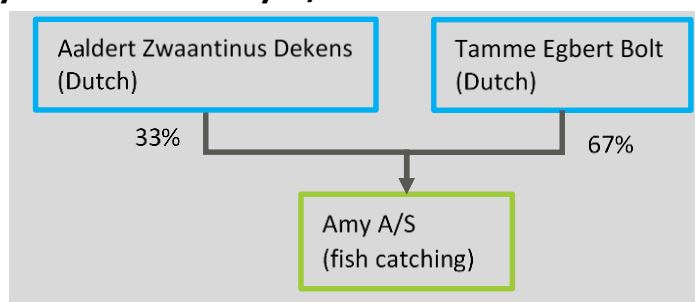 Aaldert Zwaantinus Dekens
(Dutch)
Tamme Egbert Bolt
(Dutch)
33%
67%
Amy A/S
(fish catching)